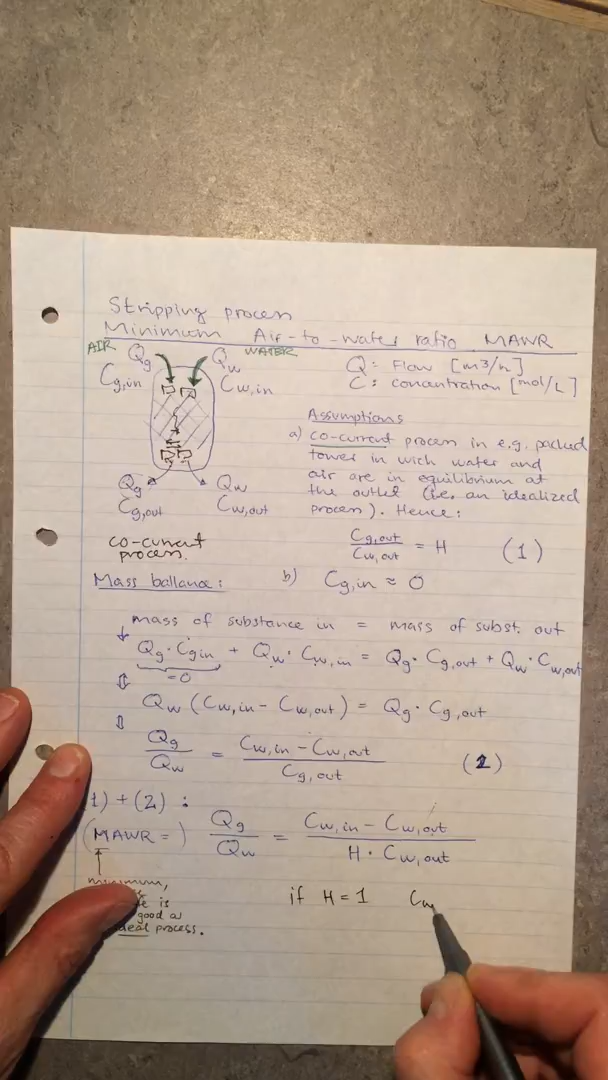 Stripping process
Minimum Air-to-water ratio MAWR
AIR Qg Qw WATER
Cg,in Cw,in
Q: Flow [m3/h]
C: concentration [mol/L]
Assumptions
a) co-current process in e.g. packed
tower in wich water and
air are in equilibrium at
the outlet (i.e. an idealized
process). Hence:
Qg Qw
Cg,out Cw,out
co-current
process.
Cg,out / Cw,out = H (1)
b) Cg,in ≈ 0
Mass ballance:
mass of substance in = mass of subst. out
Qg · Cgin + Qw · Cw,in = Qg · Cg,out + Qw · Cw,out
= 0
⇕ Qw (Cw,in - Cw,out) = Qg · Cg,out
⇕ Qg / Qw = Cw,in - Cw,out / Cg,out (2)
1) + (2) :
(MAWR =) Qg / Qw = Cw,in - Cw,out / H · Cw,out
minimum,
is
good as
ideal process.
if H = 1 Cw